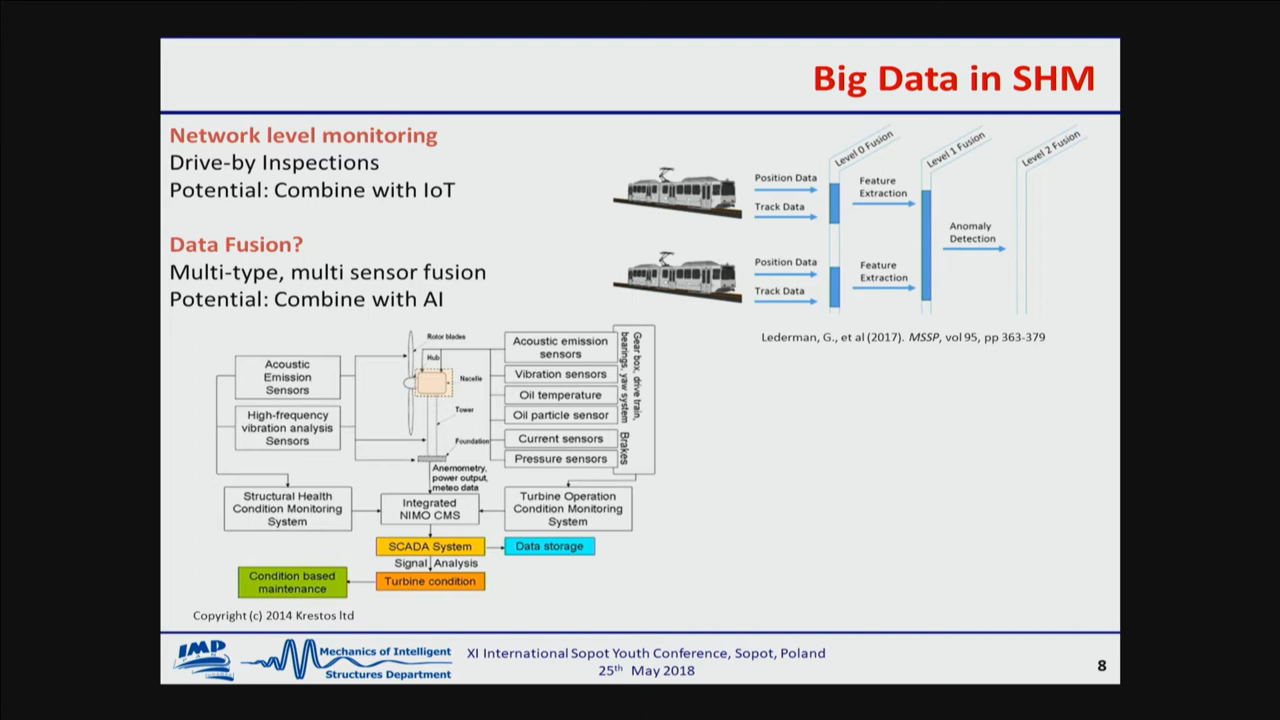 Big Data in SHM
Network level monitoring
Drive-by Inspections
Potential: Combine with IoT
Data Fusion?
Multi-type, multi sensor fusion
Potential: Combine with AI
Level 0 Fusion
Level 1 Fusion
Level 2 Fusion
Position Data
Track Data
Feature
Extraction
Anomaly
Detection
Position Data
Track Data
Feature
Extraction
Lederman, G., et al (2017). MSSP, vol 95, pp 363-379
Acoustic
Emission
Sensors
High-frequency
vibration analysis
Sensors
Rotor blades
Hub
Nacelle
Tower
Foundation
Anemometry,
power output,
meteo data
Acoustic emission
sensors
Vibration sensors
Oil temperature
Oil particle sensor
Current sensors
Pressure sensors
Gear box, drive train,
bearings, yaw system
Brakes
Structural Health
Condition Monitoring
System
Integrated
NIMO CMS
Turbine Operation
Condition Monitoring
System
SCADA System
Data storage
Signal Analysis
Condition based
maintenance
Turbine condition
Copyright (c) 2014 Krestos ltd
IMP
Mechanics of Intelligent
Structures Department
XI International Sopot Youth Conference, Sopot, Poland
25th May 2018
8